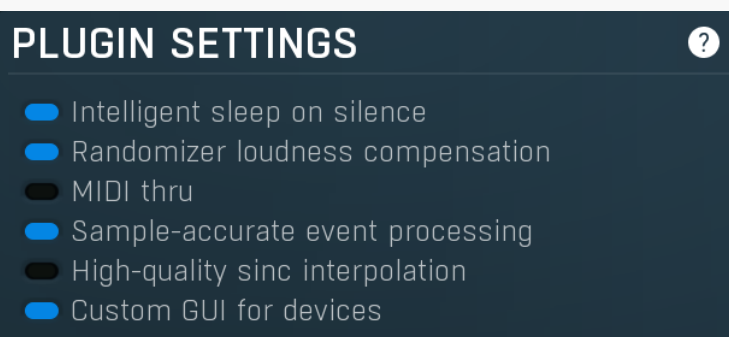 PLUGIN SETTINGS ?
Intelligent sleep on silence
Randomizer loudness compensation
MIDI thru
Sample-accurate event processing
High-quality sinc interpolation
Custom GUI for devices